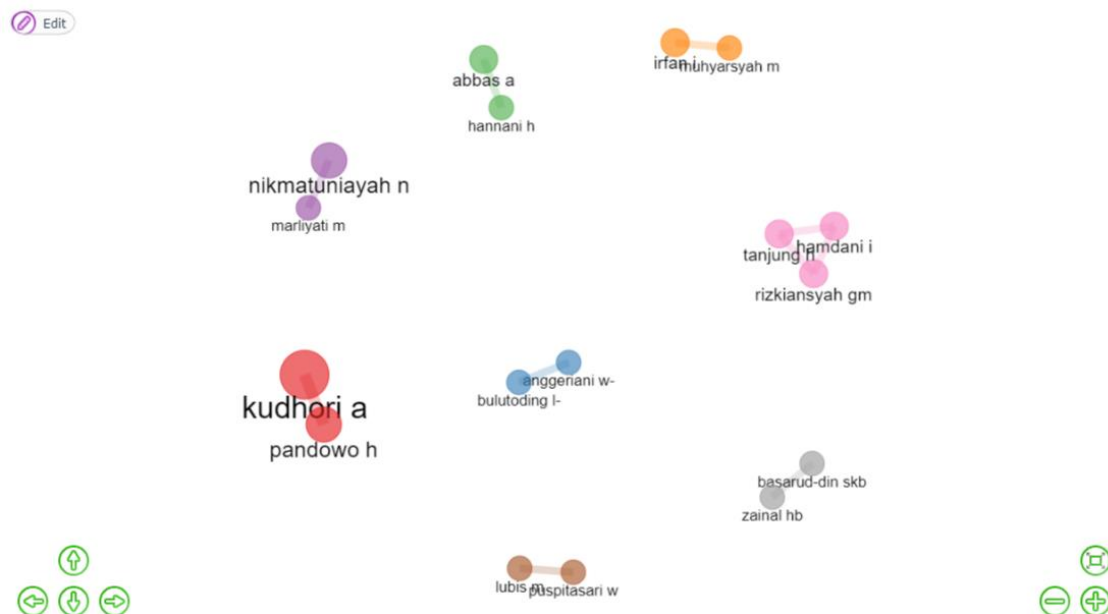 Edit
irfan i
muhyarsyah m
abbas a
hannani h
nikmatuniayah n
marliyati m
hamdani i
tanjung h
rizkiansyah gm
anggeriani w-
bulutoding l-
kudhori a
pandowo h
basarud-din skb
zainal hb
lubis m
puspitasari w